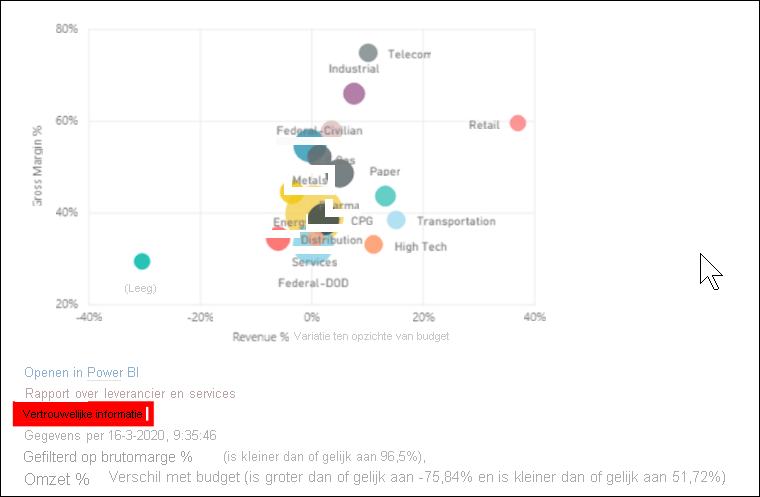 80%
Telecom
Industrial
60%
Retail
Federal-Civilian
Gas
Paper
Metals
Gross Margin %
40%
Pharma
CPG
Transportation
Energy
Distribution
High Tech
Services
(Leeg)
Federal-DOD
20%
-40% -20% 0% 20% 40%
Revenue % Variatie ten opzichte van budget
Openen in Power BI
Rapport over leverancier en services
Vertrouwelijke informatie
Gegevens per 16-3-2020, 9:35:46
Gefilterd op brutomarge % (is kleiner dan of gelijk aan 96,5%),
Omzet % Verschil met budget (is groter dan of gelijk aan -75,84% en is kleiner dan of gelijk aan 51,72%)